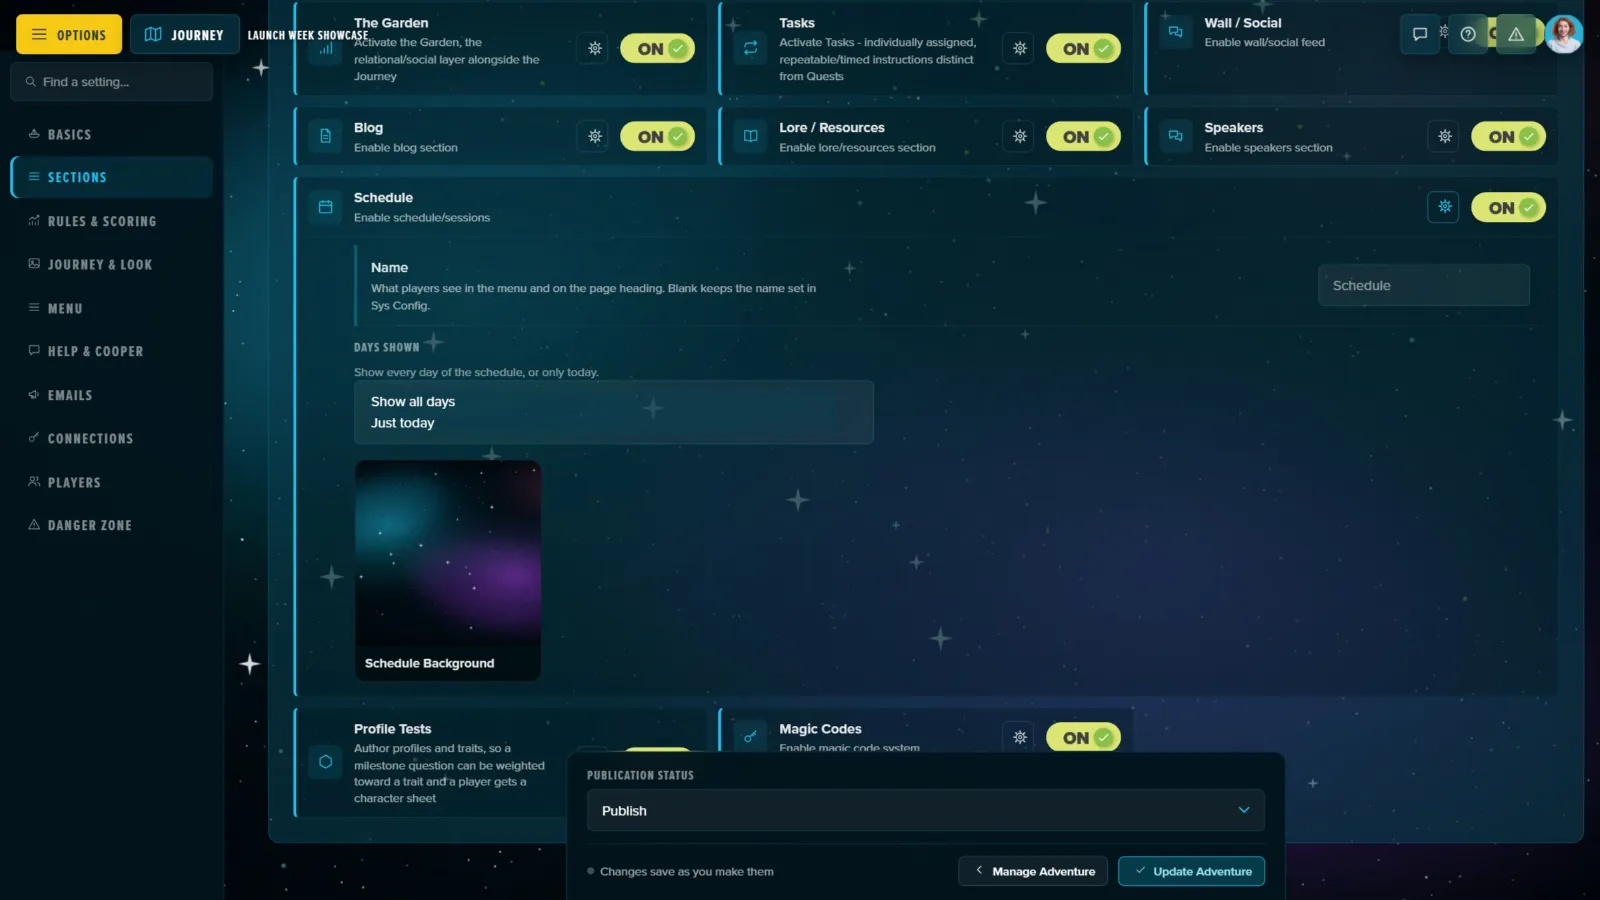 OPTIONS
JOURNEY
LAUNCH WEEK SHOWCASE
Find a setting...
BASICS
SECTIONS
RULES & SCORING
JOURNEY & LOOK
MENU
HELP & COOPER
EMAILS
CONNECTIONS
PLAYERS
DANGER ZONE
The Garden
Activate the Garden, the
relational/social layer alongside the
Journey
ON
Tasks
Activate Tasks - individually assigned,
repeatable/timed instructions distinct
from Quests
ON
Wall / Social
Enable wall/social feed
Blog
Enable blog section
ON
Lore / Resources
Enable lore/resources section
ON
Speakers
Enable speakers section
ON
Schedule
Enable schedule/sessions
ON
Name
What players see in the menu and on the page heading. Blank keeps the name set in
Sys Config.
Schedule
DAYS SHOWN
Show every day of the schedule, or only today.
Show all days
Just today
Schedule Background
Profile Tests
Author profiles and traits, so a
milestone question can be weighted
toward a trait and a player gets a
character sheet
Magic Codes
Enable magic code system
ON
PUBLICATION STATUS
Publish
Changes save as you make them
Manage Adventure
Update Adventure